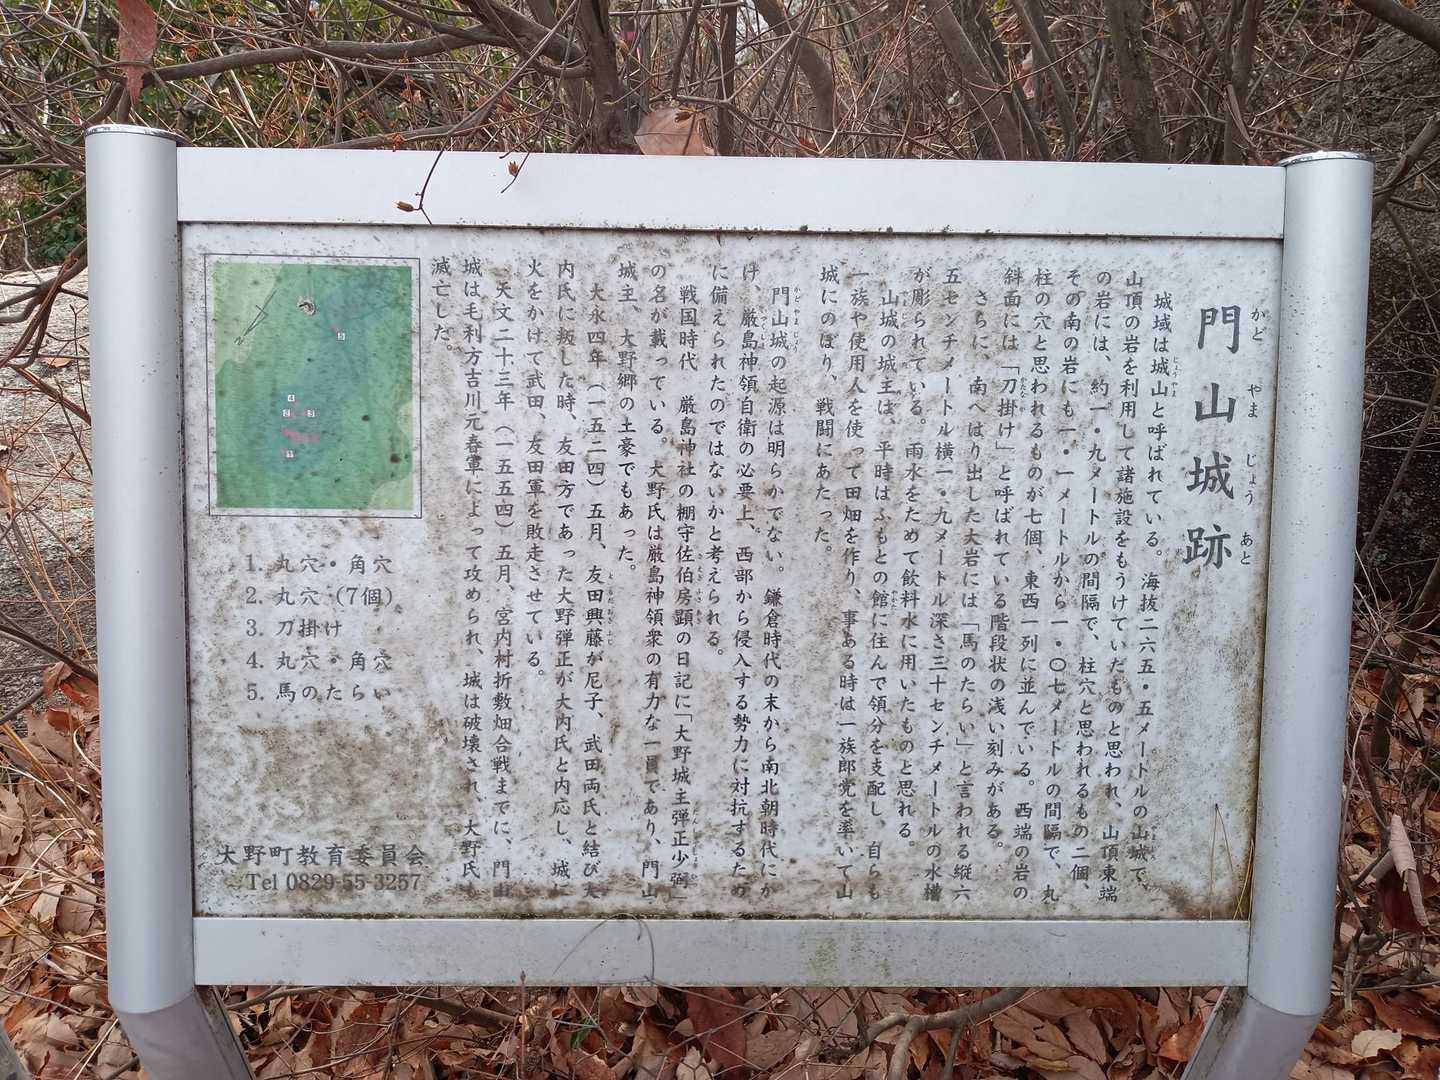 門山城跡
かど やま じょう あと
城域は城山と呼ばれている。海抜二六五・五メートルの山城で、
山頂の岩を利用して諸施設をもうけていたものと思われ、山頂東端
の岩には、約一・九メートルの間隔で、柱穴と思われるもの二個、
その南の岩にも一・一メートルから一・〇七メートルの間隔で、丸
柱の穴と思われるものが七個、東西一列に並んでいる。西端の岩の
斜面には「刀掛け」と呼ばれている階段状の浅い刻みがある。
さらに、南へはり出した大岩には「馬のたらい」と言われる縦六
五センチメートル横一・九メートル深さ三十センチメートルの水槽
が彫られている。雨水をためて飲料水に用いたものと思れる。
山城の城主は、平時はふもとの館に住んで領分を支配し、自らも
一族や使用人を使って田畑を作り、事ある時は一族郎党を率いて山
城にのぼり、戦闘にあたった。
門山城の起源は明らかでない。鎌倉時代の末から南北朝時代にか
け、厳島神領自衛の必要上、西部から侵入する勢力に対抗するため
に備えられたのではないかと考えられる。
戦国時代 厳島神社の棚守佐伯房顕の日記に「大野城主弾正少弼」
の名が載っている。大野氏は厳島神領衆の有力な一員であり、門山
城主、大野郷の土豪でもあった。
大永四年(一五二四)五月、友田興藤が尼子、武田両氏と結び大
内氏に叛した時、友田方であった大野弾正が大内氏と内応し、城に
火をかけて武田、友田軍を敗走させている。
天文二十三年(一五五四)五月、宮内村折敷畑合戦までに、門山
城は毛利方吉川元春軍によって攻められ、城は破壊され、大野氏も
滅亡した。
2
5
4
2
3
1
1. 丸穴・角穴
2. 丸穴(7個)
3. 刀掛け
4. 丸穴・角穴
5. 馬のたらい
大野町教育委員会
Tel 0829-55-3257